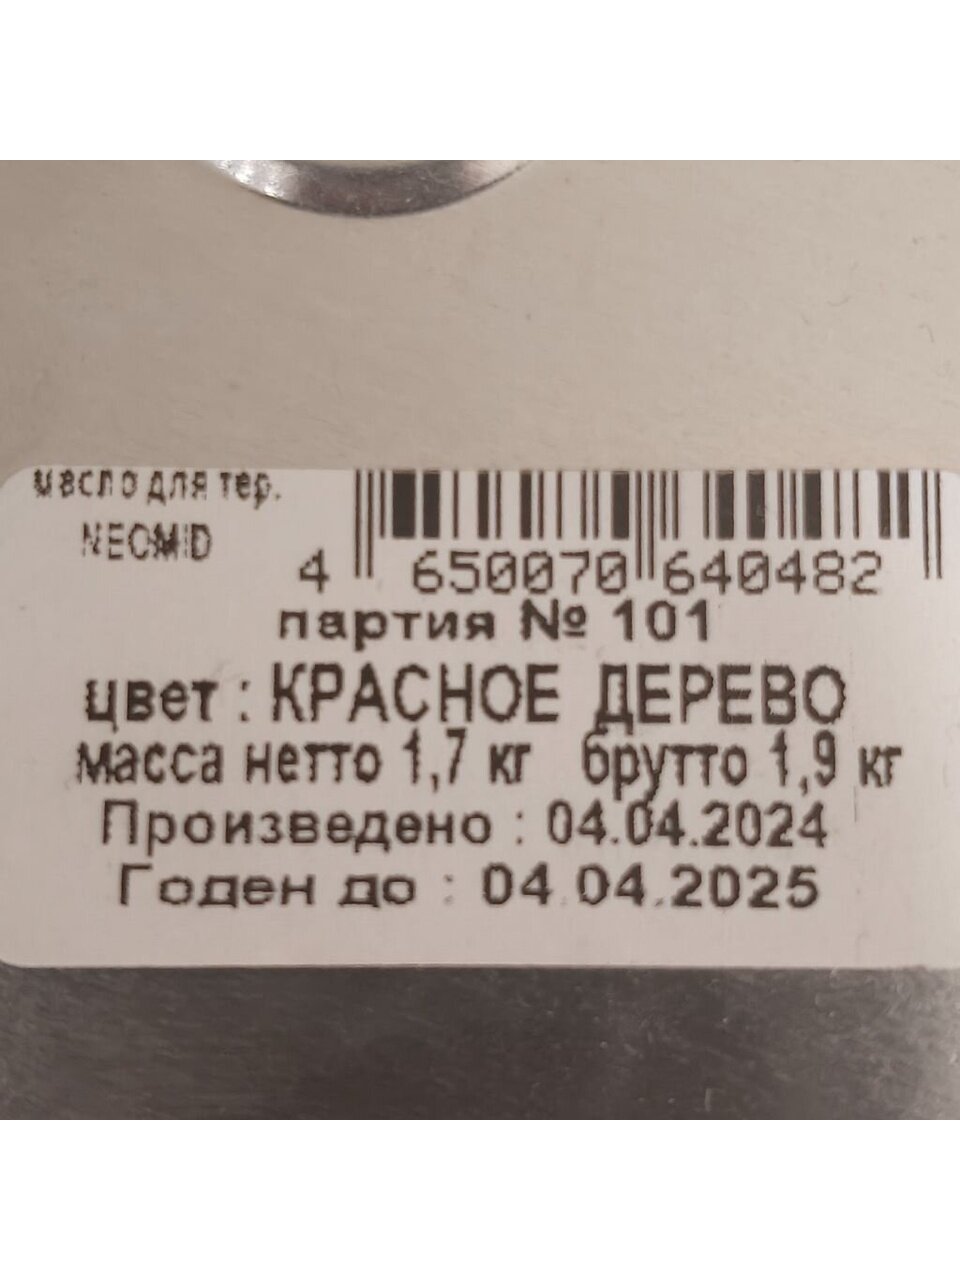 масло для тер.
NEOMID
4 650070 640482
партия № 101
цвет : КРАСНОЕ ДЕРЕВО
масса нетто 1,7 кг брутто 1,9 кг
Произведено : 04.04.2024
Годен до : 04.04.2025